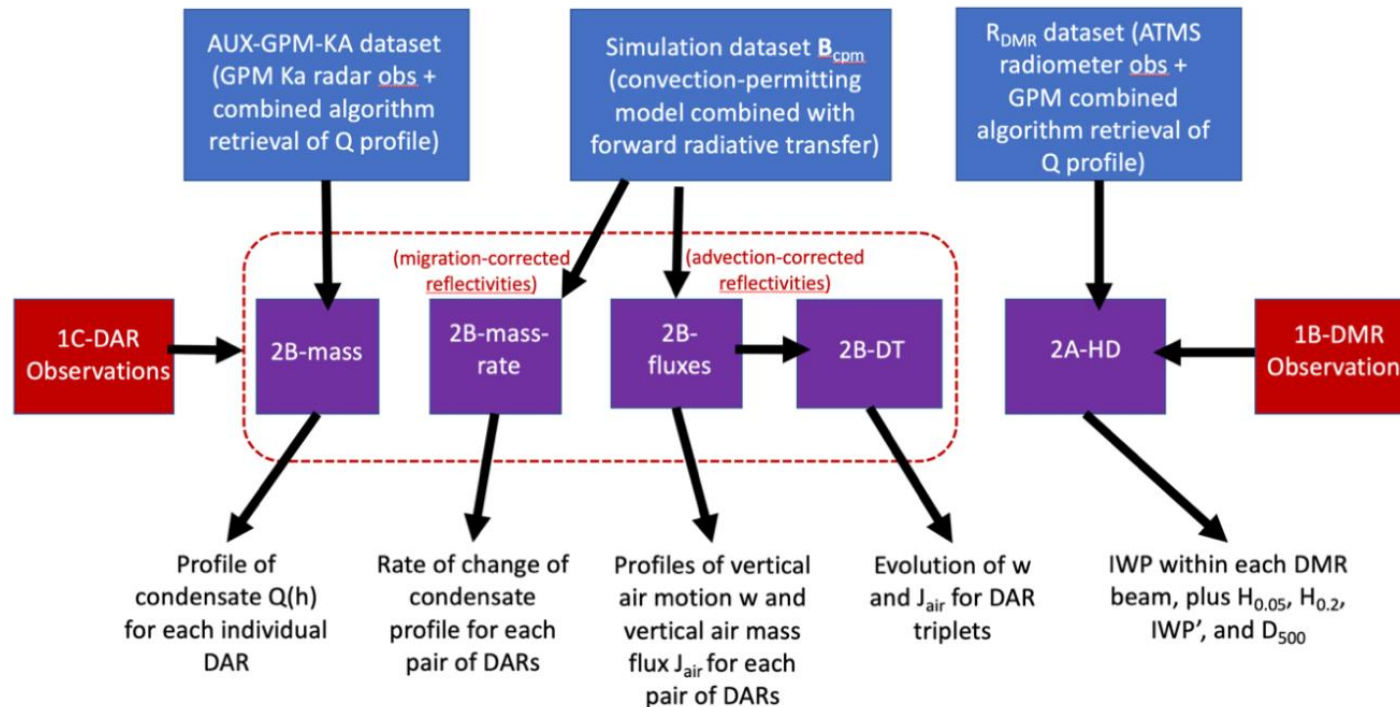 AUX-GPM-KA dataset
(GPM Ka radar obs +
combined algorithm
retrieval of Q profile)
Simulation dataset Bcpm
(convection-permitting
model combined with
forward radiative transfer)
RDMR dataset (ATMS
radiometer obs +
GPM combined
algorithm retrieval of
Q profile)
(migration-corrected
reflectivities)
(advection-corrected
reflectivities)
1C-DAR
Observations
2B-mass
2B-mass-
rate
2B-
fluxes
2B-DT
2A-HD
1B-DMR
Observation
Profile of
condensate Q(h)
for each individual
DAR
Rate of change of
condensate
profile for each
pair of DARs
Profiles of vertical
air motion w and
vertical air mass
flux Jair for each
pair of DARs
Evolution of w
and Jair for DAR
triplets
IWP within each DMR
beam, plus H0.05, H0.2,
IWP’, and D500